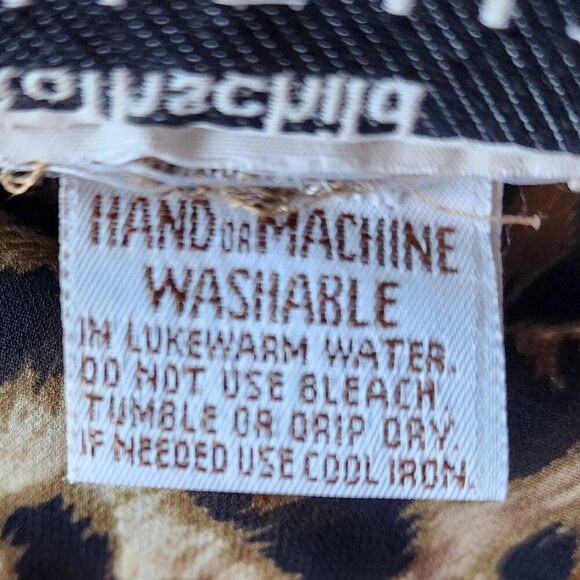 Rothschild
HAND OR MACHINE
WASHABLE
IN LUKEWARM WATER.
DO NOT USE BLEACH.
TUMBLE OR DRIP DRY.
IF NEEDED USE COOL IRON.